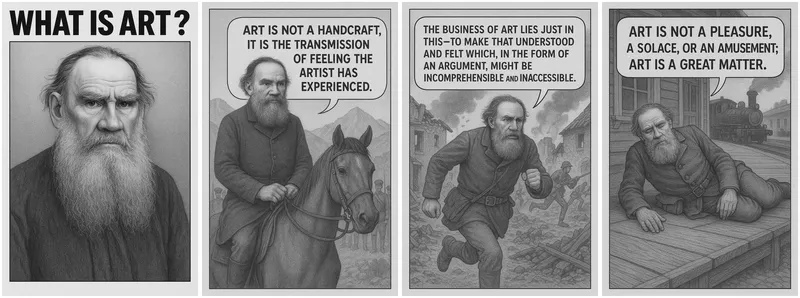 WHAT IS ART?
ART IS NOT A HANDCRAFT,
IT IS THE TRANSMISSION
OF FEELING THE
ARTIST HAS
EXPERIENCED.
THE BUSINESS OF ART LIES JUST IN
THIS—TO MAKE THAT UNDERSTOOD
AND FELT WHICH, IN THE FORM OF
AN ARGUMENT, MIGHT BE
INCOMPREHENSIBLE AND INACCESSIBLE.
ART IS NOT A PLEASURE,
A SOLACE, OR AN AMUSEMENT;
ART IS A GREAT MATTER.